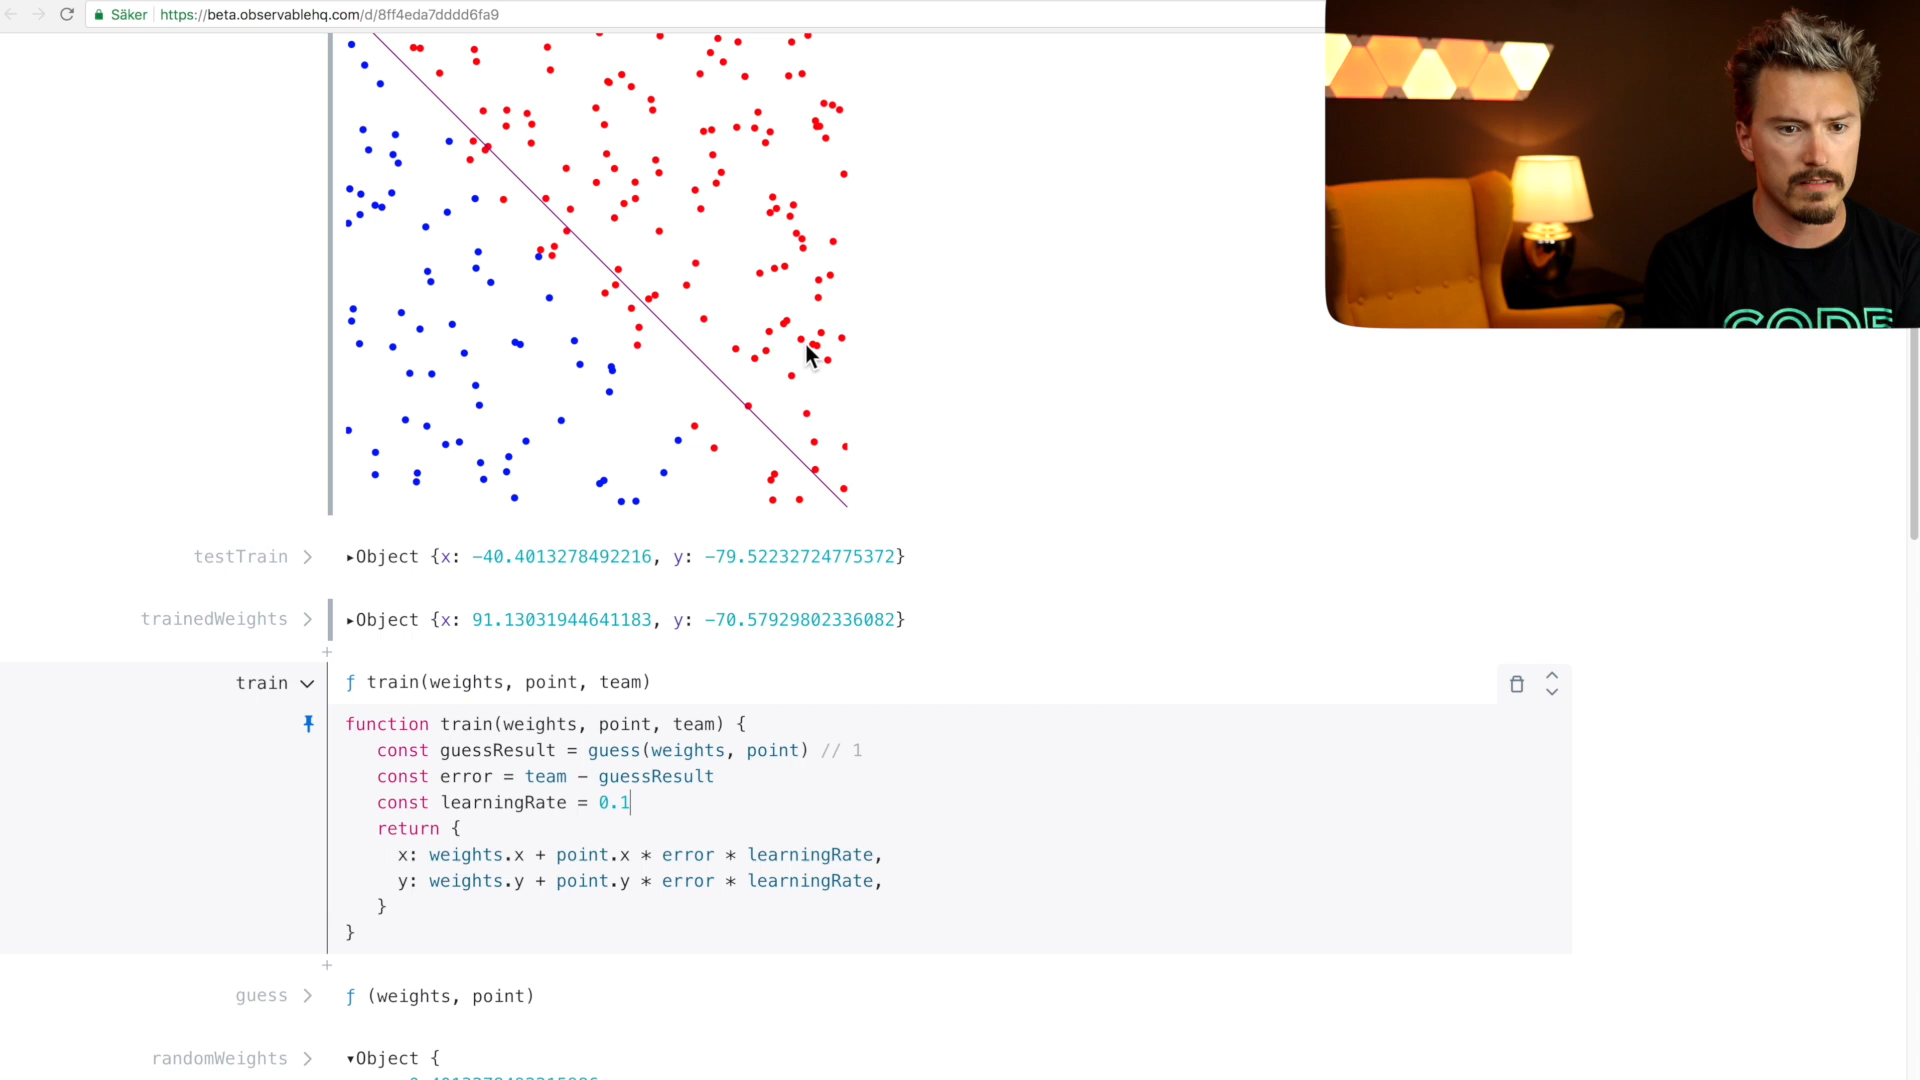 Säker https://beta.observablehq.com/d/8ff4eda7dddd6fa9
CODE
testTrain ▸Object {x: -40.4013278492216, y: -79.52232724775372}
trainedWeights ▸Object {x: 91.13031944641183, y: -70.57929802336082}
train ƒ train(weights, point, team)
function train(weights, point, team) {
const guessResult = guess(weights, point) // 1
const error = team - guessResult
const learningRate = 0.1
return {
x: weights.x + point.x * error * learningRate,
y: weights.y + point.y * error * learningRate,
}
}
guess ƒ (weights, point)
randomWeights ▾Object {